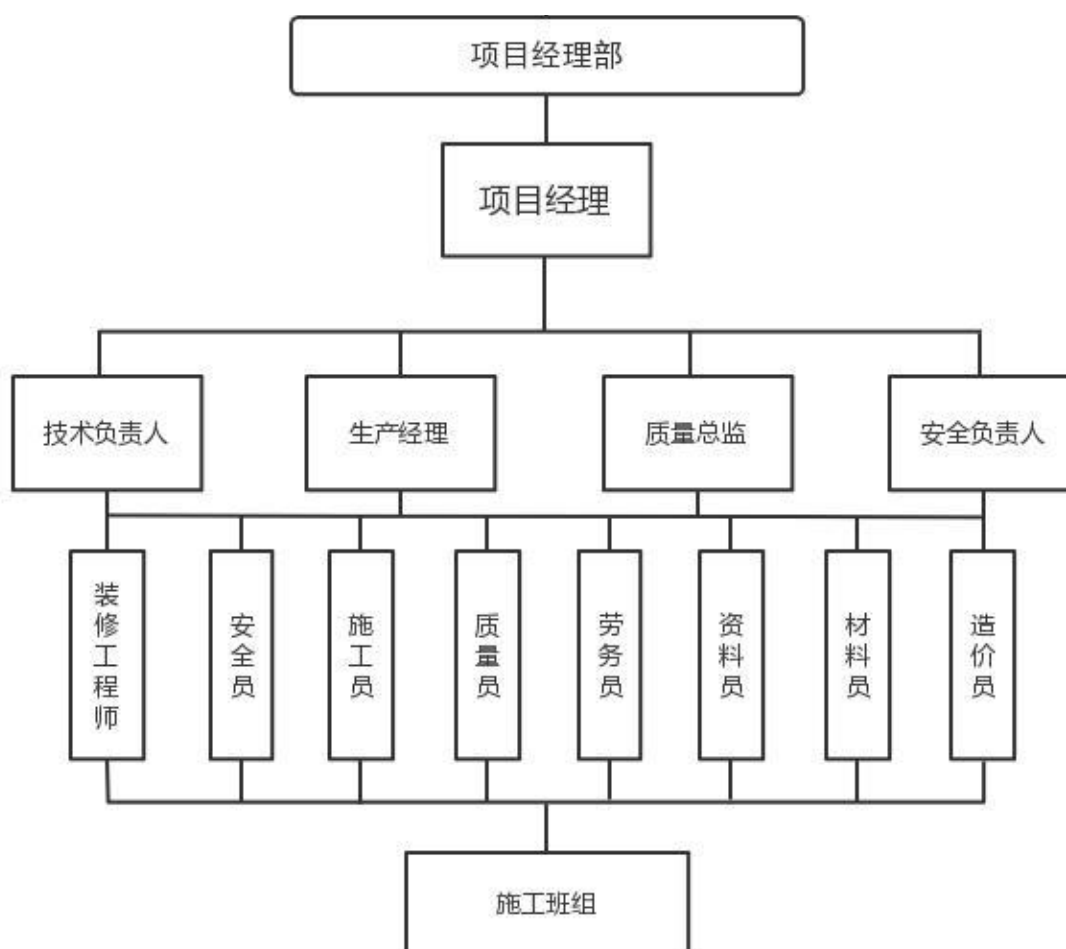 项目经理部
项目经理
技术负责人
生产经理
质量总监
安全负责人
装修工程师
安全员
施工员
质量员
劳务员
资料员
材料员
造价员
施工班组